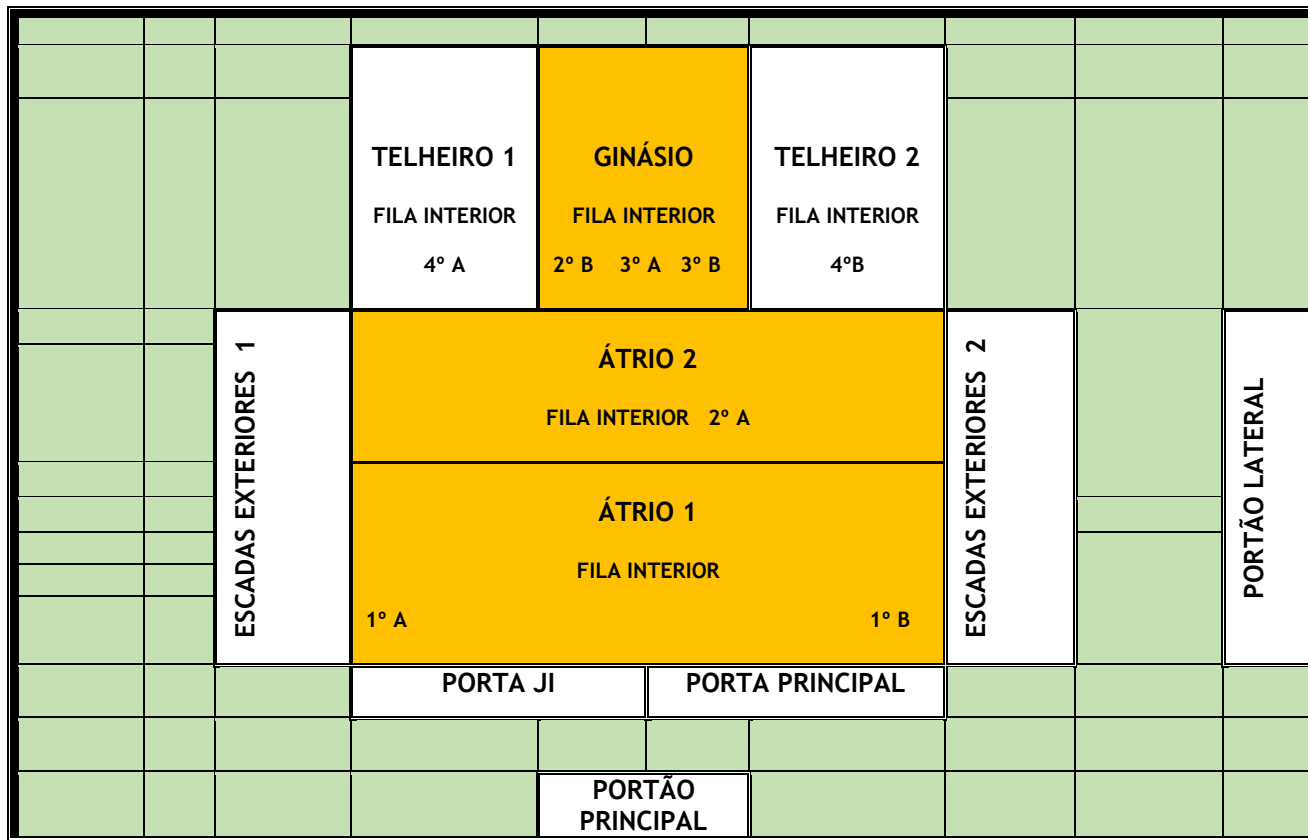 TELHEIRO 1
FILA INTERIOR
4º A
GINÁSIO
FILA INTERIOR
2º B 3º A 3º B
TELHEIRO 2
FILA INTERIOR
4ºB
ESCADAS EXTERIORES 1
ÁTRIO 2
FILA INTERIOR 2º A
ÁTRIO 1
FILA INTERIOR
1º A 1º B
ESCADAS EXTERIORES 2
PORTÃO LATERAL
PORTA JI
PORTA PRINCIPAL
PORTÃO
PRINCIPAL